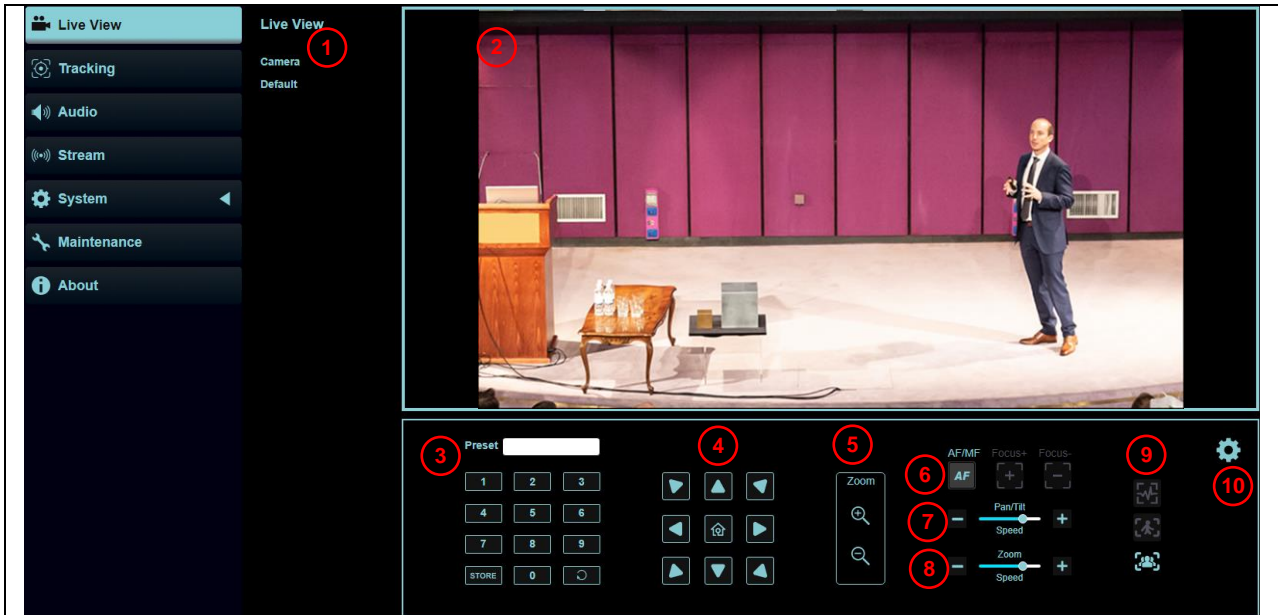 Live View
Tracking
Audio
Stream
System
Maintenance
About
Live View
1
Camera
Default
2
3
Preset
1 2 3
4 5 6
7 8 9
STORE 0
4
5
Zoom
6
AF/MF Focus+ Focus-
AF
7
Pan/Tilt
Speed
8
Zoom
Speed
9
10